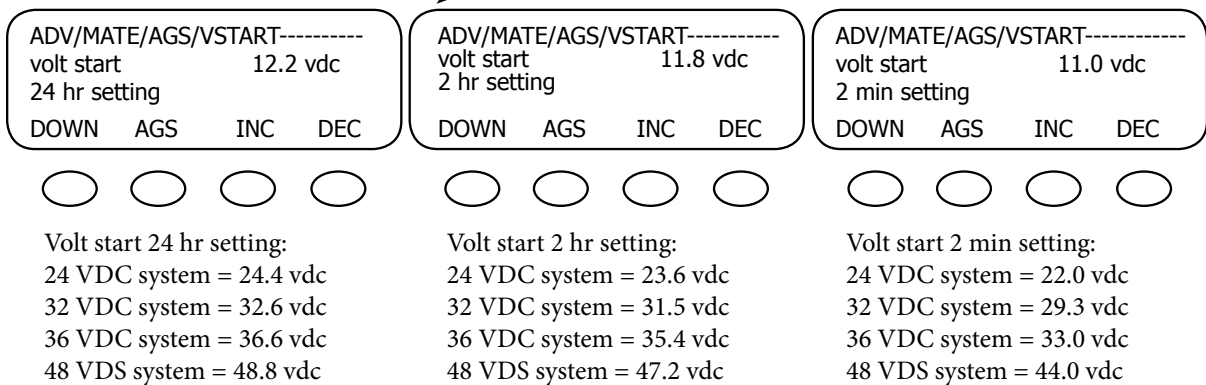 ADV/MATE/AGS/VSTART----------
volt start 12.2 vdc
24 hr setting
DOWN AGS INC DEC
Volt start 24 hr setting:
24 VDC system = 24.4 vdc
32 VDC system = 32.6 vdc
36 VDC system = 36.6 vdc
48 VDS system = 48.8 vdc
ADV/MATE/AGS/VSTART-----------
volt start 11.8 vdc
2 hr setting
DOWN AGS INC DEC
Volt start 2 hr setting:
24 VDC system = 23.6 vdc
32 VDC system = 31.5 vdc
36 VDC system = 35.4 vdc
48 VDS system = 47.2 vdc
ADV/MATE/AGS/VSTART------------
volt start 11.0 vdc
2 min setting
DOWN AGS INC DEC
Volt start 2 min setting:
24 VDC system = 22.0 vdc
32 VDC system = 29.3 vdc
36 VDC system = 33.0 vdc
48 VDS system = 44.0 vdc